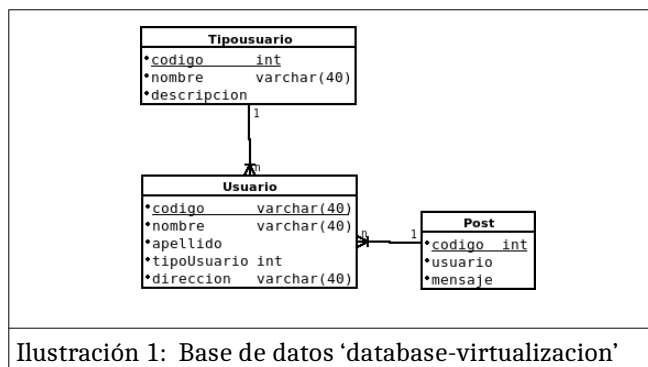 Tipousuario
codigo int
nombre varchar(40)
descripcion
1
n
Usuario
codigo varchar(40)
nombre varchar(40)
apellido
tipoUsuario int
direccion varchar(40)
n
1
Post
codigo int
usuario
mensaje
Ilustración 1: Base de datos ‘database-virtualizacion’